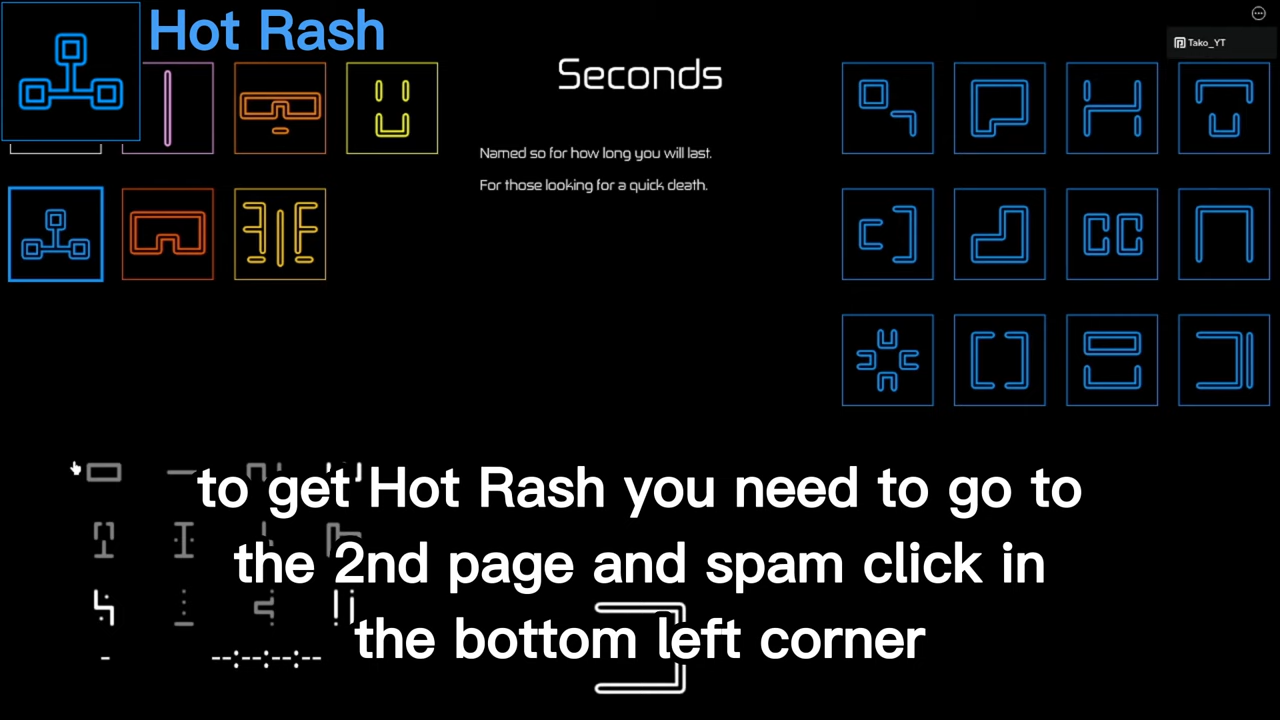 Hot Rash
Tako_YT
Seconds
Named so for how long you will last.
For those looking for a quick death.
to get Hot Rash you need to go to
the 2nd page and spam click in
the bottom left corner
- --:--:--:--